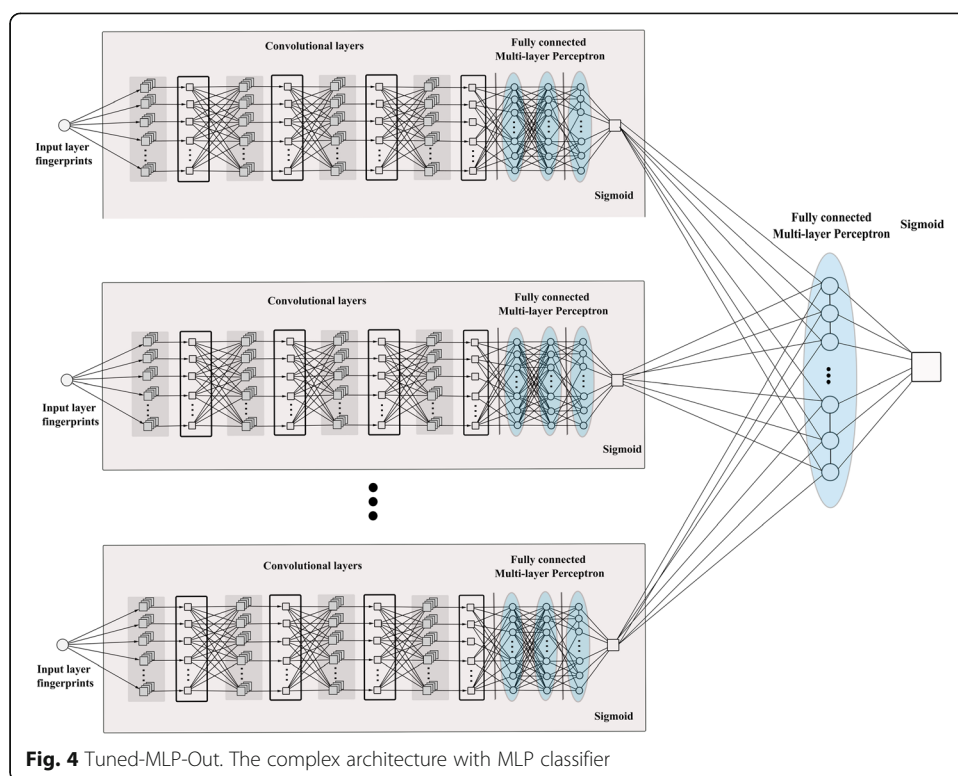 Convolutional layers
Fully connected
Multi-layer Perceptron
Input layer
fingerprints
Sigmoid
Convolutional layers
Fully connected
Multi-layer Perceptron
Input layer
fingerprints
Sigmoid
Fully connected
Multi-layer Perceptron
Sigmoid
Convolutional layers
Fully connected
Multi-layer Perceptron
Input layer
fingerprints
Sigmoid
Fig. 4 Tuned-MLP-Out. The complex architecture with MLP classifier